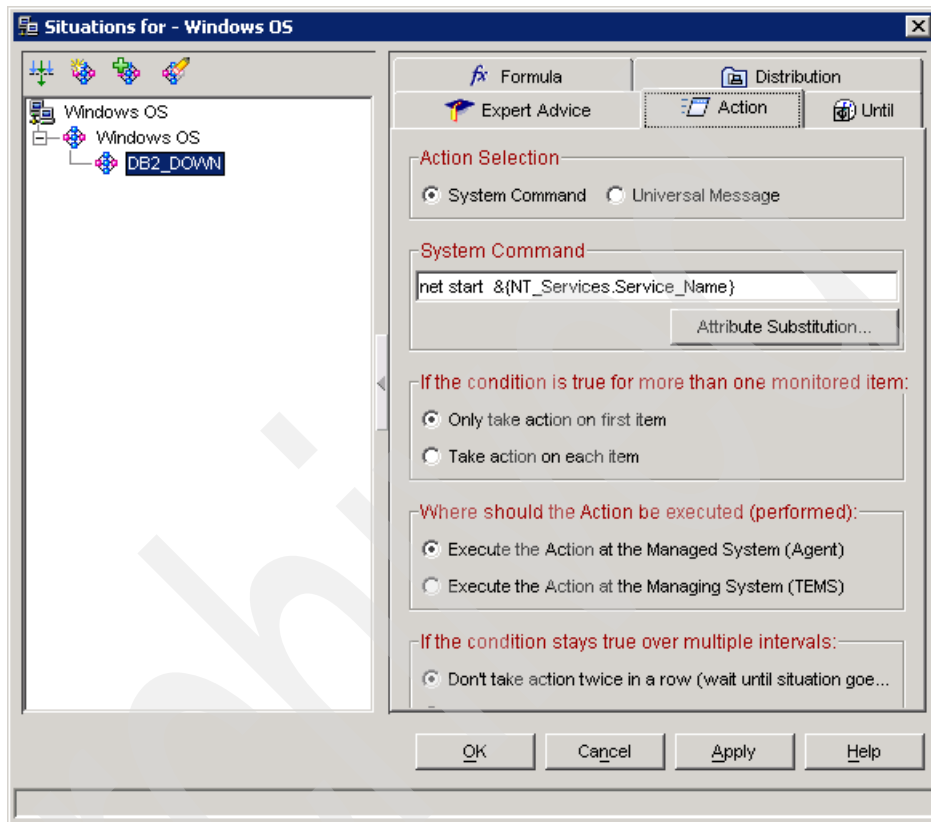 Situations for - Windows OS
Windows OS
Windows OS
DB2_DOWN
Formula
Distribution
Expert Advice
Action
Until
Action Selection
System Command
Universal Message
System Command
net start &{NT_Services.Service_Name}
Attribute Substitution...
If the condition is true for more than one monitored item:
Only take action on first item
Take action on each item
Where should the Action be executed (performed):
Execute the Action at the Managed System (Agent)
Execute the Action at the Managing System (TEMS)
If the condition stays true over multiple intervals:
Don't take action twice in a row (wait until situation goe...
OK
Cancel
Apply
Help